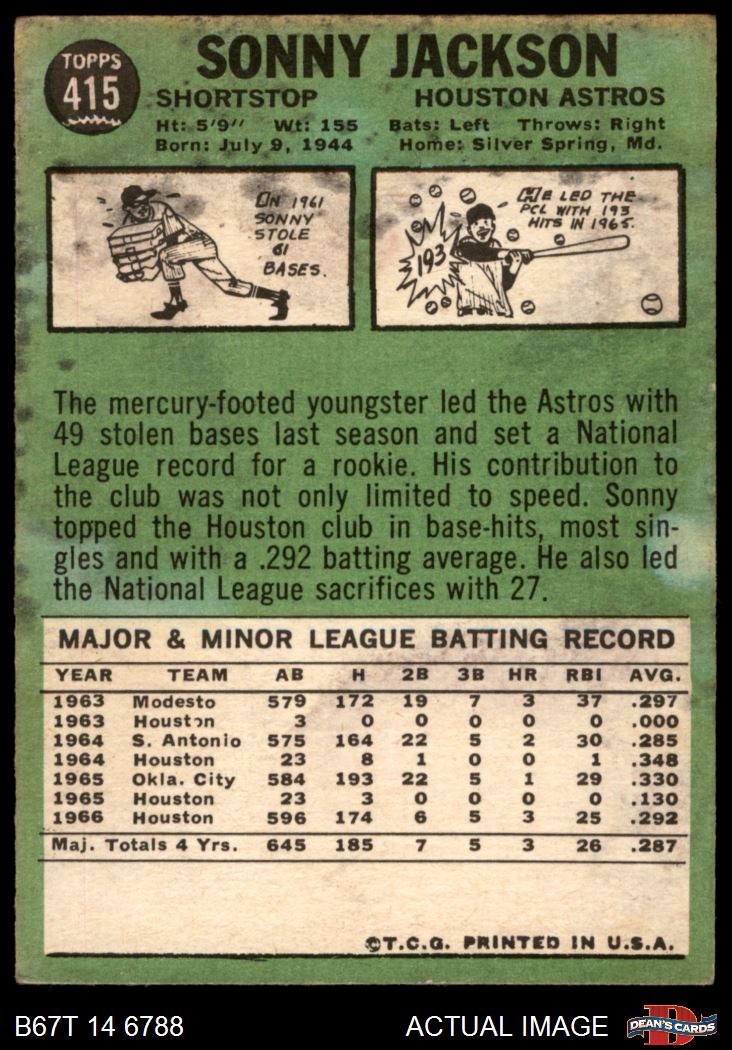 TOPPS
415
SONNY JACKSON
SHORTSTOP HOUSTON ASTROS
Ht: 5'9" Wt: 155 Bats: Left Throws: Right
Born: July 9, 1944 Home: Silver Spring, Md.
IN 1961
SONNY
STOLE
61
BASES.
HE LED THE
PCL WITH 193
HITS IN 1965.
193
The mercury-footed youngster led the Astros with
49 stolen bases last season and set a National
League record for a rookie. His contribution to
the club was not only limited to speed. Sonny
topped the Houston club in base-hits, most sin-
gles and with a .292 batting average. He also led
the National League sacrifices with 27.
MAJOR & MINOR LEAGUE BATTING RECORD
YEAR TEAM AB H 2B 3B HR RBI AVG.
1963 Modesto 579 172 19 7 3 37 .297
1963 Houston 3 0 0 0 0 0 .000
1964 S. Antonio 575 164 22 5 2 30 .285
1964 Houston 23 8 1 0 0 1 .348
1965 Okla. City 584 193 22 5 1 29 .330
1965 Houston 23 3 0 0 0 0 .130
1966 Houston 596 174 6 5 3 25 .292
Maj. Totals 4 Yrs. 645 185 7 5 3 26 .287
©T.C.G. PRINTED IN U.S.A.
B67T 14 6788 ACTUAL IMAGE
D
DEAN'S CARDS